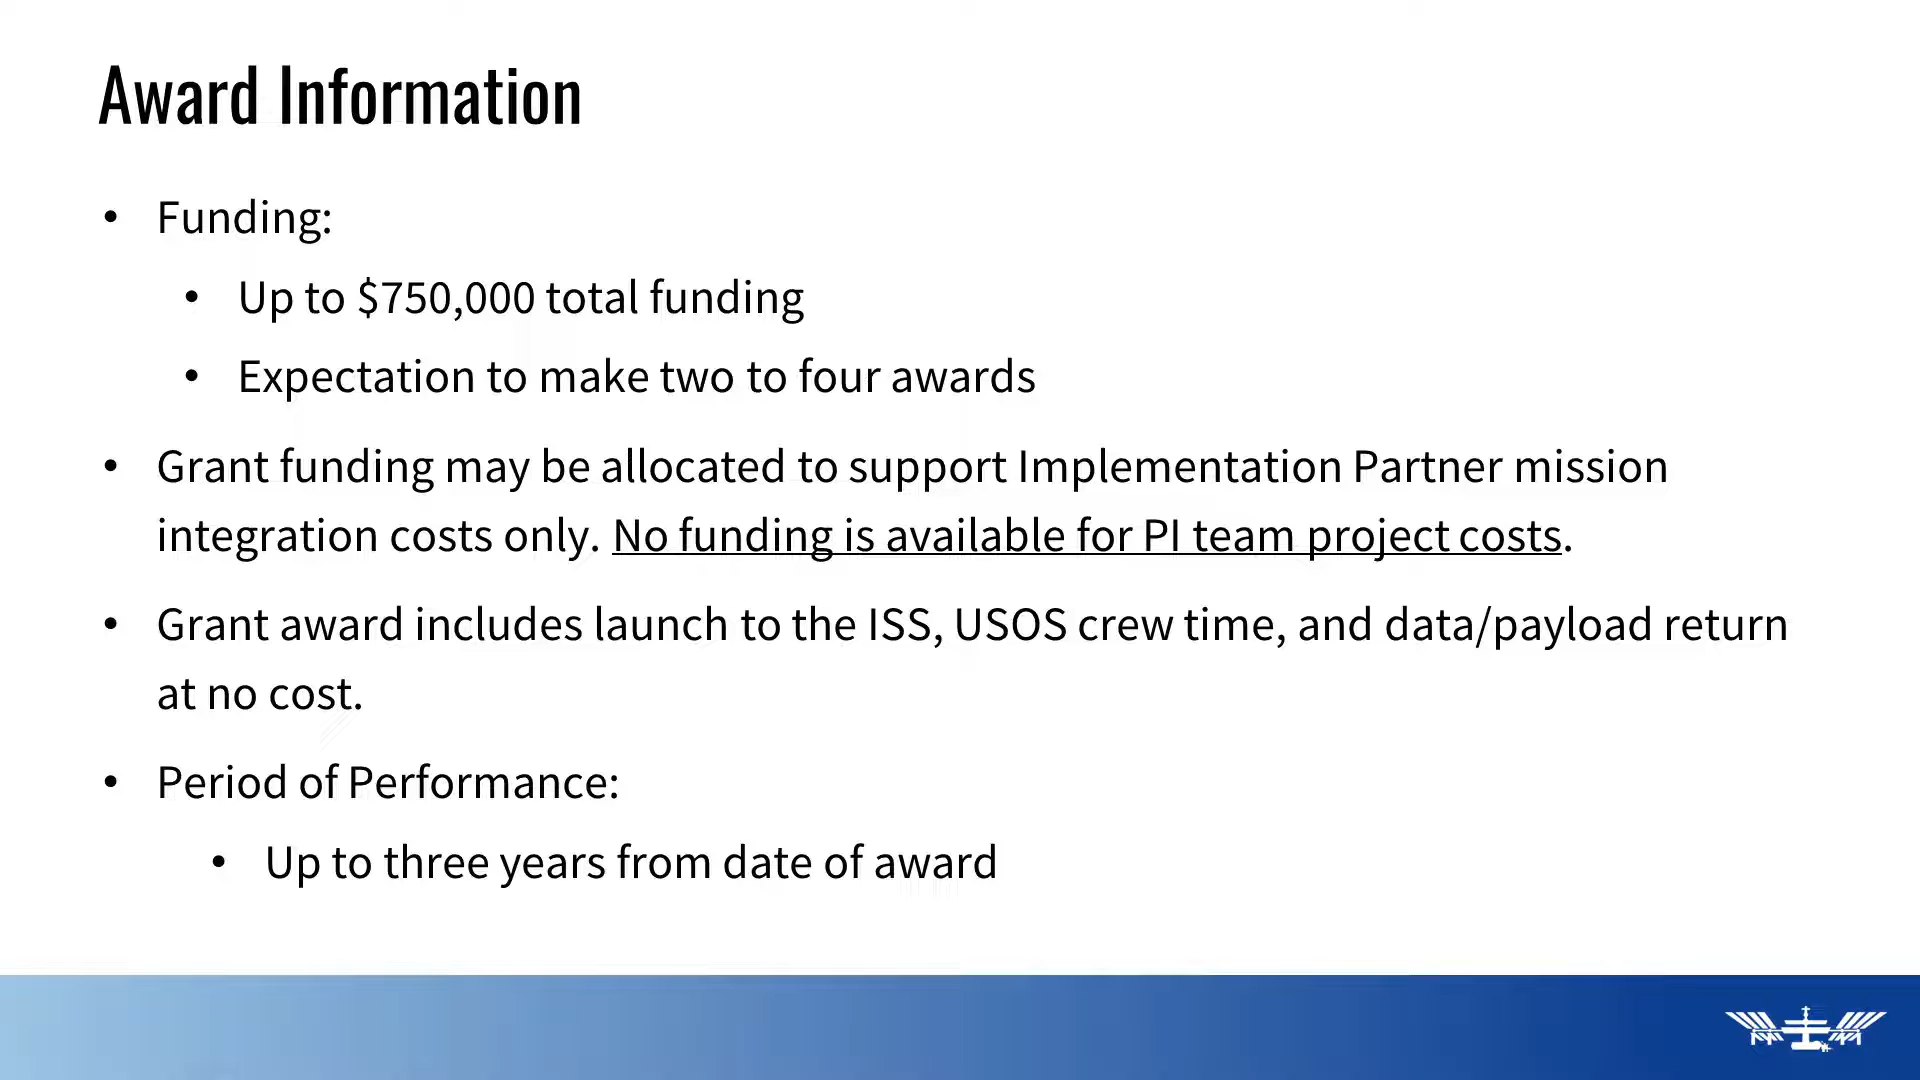 Award Information
• Funding:
• Up to $750,000 total funding
• Expectation to make two to four awards
• Grant funding may be allocated to support Implementation Partner mission
integration costs only. No funding is available for PI team project costs.
• Grant award includes launch to the ISS, USOS crew time, and data/payload return
at no cost.
• Period of Performance:
• Up to three years from date of award